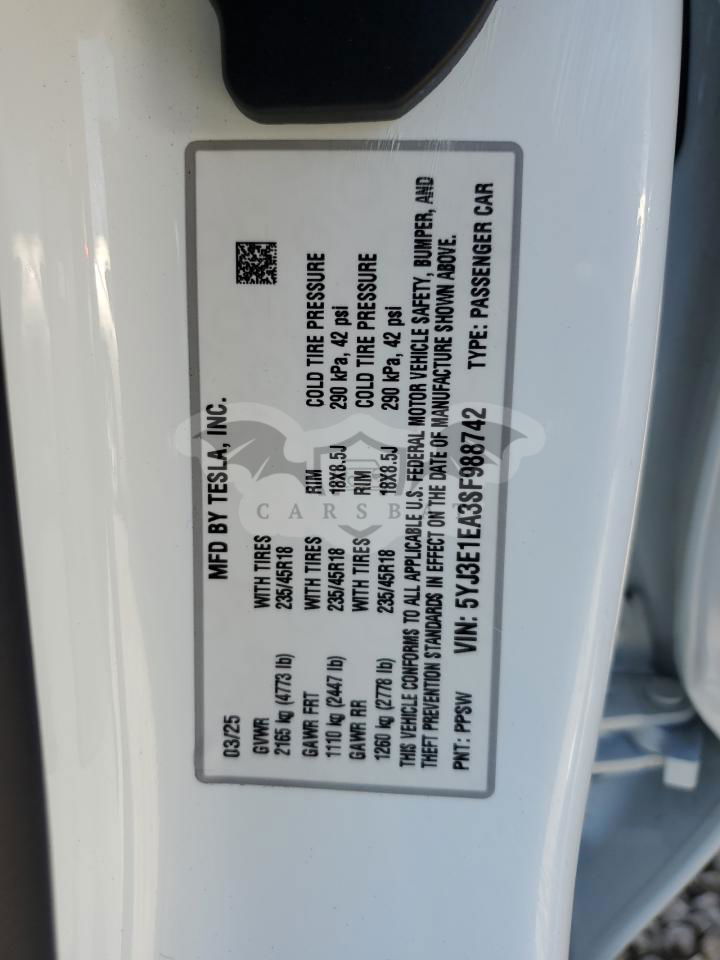 MFD BY TESLA, INC.
03/25
GVWR WITH TIRES
2165 kg (4773 lb) 235/45R18
GAWR FRT WITH TIRES RIM COLD TIRE PRESSURE
1110 kg (2447 lb) 235/45R18 18X8.5J 290 kPa, 42 psi
GAWR RR WITH TIRES RIM COLD TIRE PRESSURE
1260 kg (2778 lb) 235/45R18 18X8.5J 290 kPa, 42 psi
THIS VEHICLE CONFORMS TO ALL APPLICABLE U.S. FEDERAL MOTOR VEHICLE SAFETY, BUMPER, AND
THEFT PREVENTION STANDARDS IN EFFECT ON THE DATE OF MANUFACTURE SHOWN ABOVE.
PNT: PPSW VIN: 5YJ3E1EA3SF988742 TYPE: PASSENGER CAR
CARSBAT